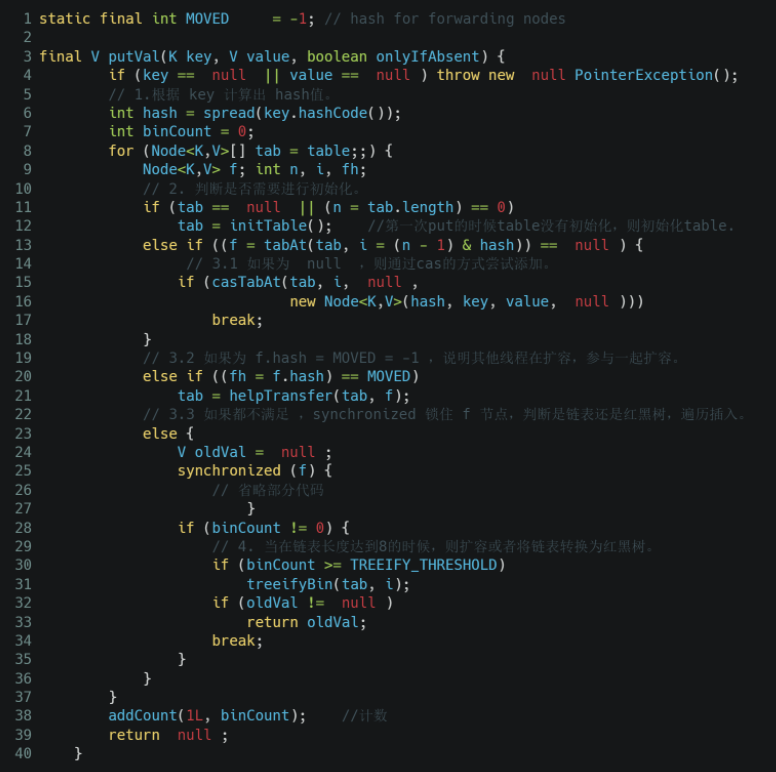 1 static final int MOVED     = -1; // hash for forwarding nodes
2
3 final V putVal(K key, V value, boolean onlyIfAbsent) {
4         if (key ==  null  || value ==  null ) throw new  null PointerException();
5         // 1.根据 key 计算出 hash值。
6         int hash = spread(key.hashCode());
7         int binCount = 0;
8         for (Node<K,V>[] tab = table;;) {
9             Node<K,V> f; int n, i, fh;
10             // 2. 判断是否需要进行初始化。
11             if (tab ==  null  || (n = tab.length) == 0)
12                 tab = initTable();    //第一次put的时候table没有初始化，则初始化table.
13             else if ((f = tabAt(tab, i = (n - 1) & hash)) ==  null ) {
14                  // 3.1 如果为  null  ，则通过cas的方式尝试添加。
15                 if (casTabAt(tab, i,  null ,
16                              new Node<K,V>(hash, key, value,  null )))
17                     break;
18             }
19             // 3.2 如果为 f.hash = MOVED = -1 ，说明其他线程在扩容，参与一起扩容。
20             else if ((fh = f.hash) == MOVED)
21                 tab = helpTransfer(tab, f);
22             // 3.3 如果都不满足 ，synchronized 锁住 f 节点，判断是链表还是红黑树，遍历插入。
23             else {
24                 V oldVal =  null ;
25                 synchronized (f) {
26                     // 省略部分代码
27                         }
28                 if (binCount != 0) {
29                     // 4. 当在链表长度达到8的时候，则扩容或者将链表转换为红黑树。
30                     if (binCount >= TREEIFY_THRESHOLD)
31                         treeifyBin(tab, i);
32                     if (oldVal !=  null )
33                         return oldVal;
34                     break;
35                 }
36             }
37         }
38         addCount(1L, binCount);    //计数
39         return  null ;
40     }